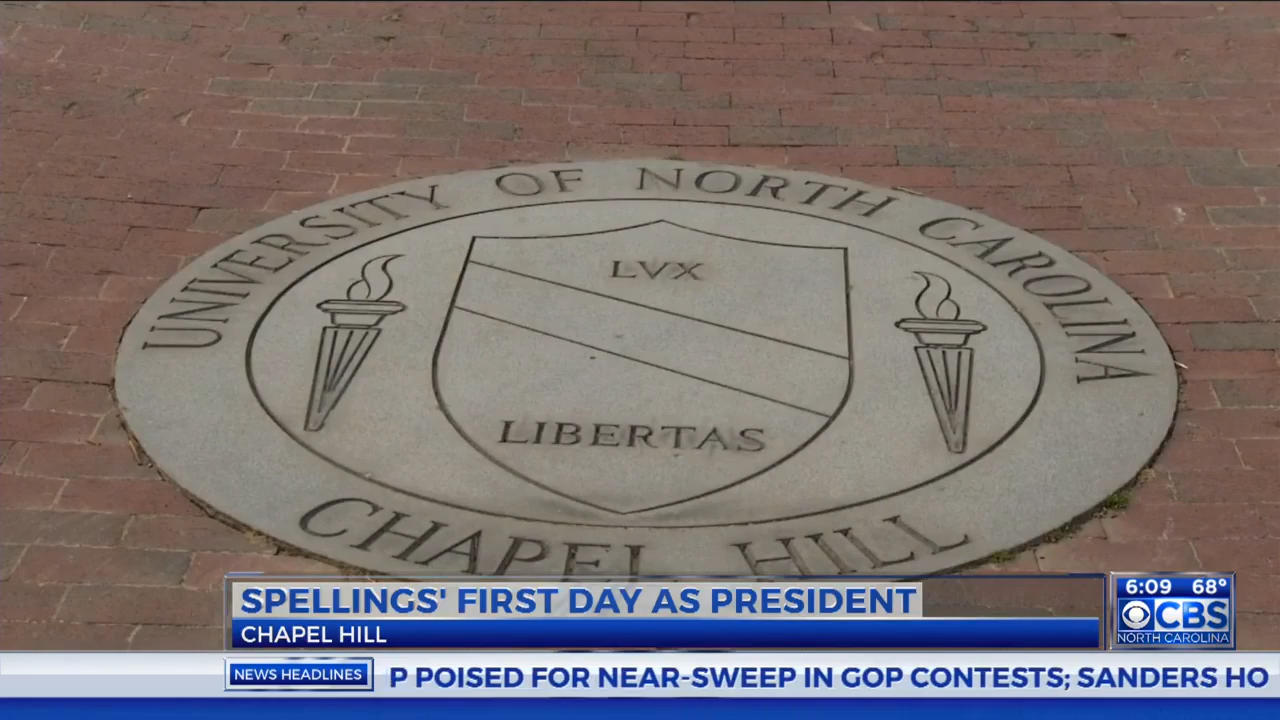 UNIVERSITY OF NORTH CAROLINA
LVX
LIBERTAS
CHAPEL HILL
SPELLINGS' FIRST DAY AS PRESIDENT
CHAPEL HILL
6:09 68°
CBS
NORTH CAROLINA
NEWS HEADLINES P POISED FOR NEAR-SWEEP IN GOP CONTESTS; SANDERS HO